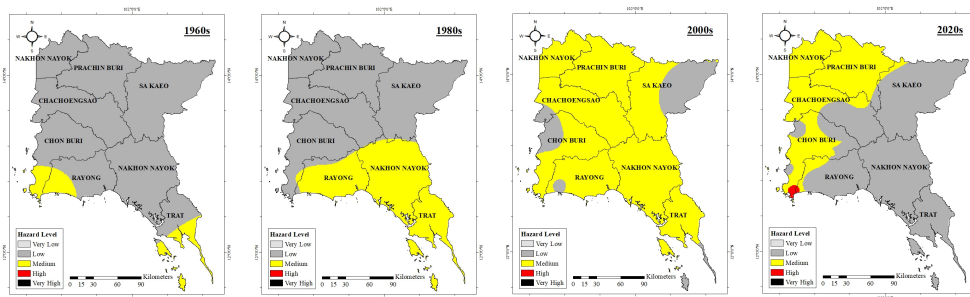 102°0'0"E
1960s
N
W E
S
NAKHON NAYOK
PRACHIN BURI
SA KAEO
CHACHOENGSAO
CHON BURI
NAKHON NAYOK
RAYONG
TRAT
Hazard Level
Very Low
Low
Medium
High
Very High
Kilometers
0 15 30 60 90
102°0'0"E
1980s
N
W E
S
NAKHON NAYOK
PRACHIN BURI
SA KAEO
CHACHOENGSAO
CHON BURI
NAKHON NAYOK
RAYONG
TRAT
Hazard Level
Very Low
Low
Medium
High
Very High
Kilometers
0 15 30 60 90
2000s
N
W E
S
NAKHON NAYOK
PRACHIN BURI
SA KAEO
CHACHOENGSAO
CHON BURI
NAKHON NAYOK
RAYONG
TRAT
Hazard Level
Very Low
Low
Medium
High
Very High
Kilometers
0 15 30 60 90
2020s
N
W E
S
NAKHON NAYOK
PRACHIN BURI
SA KAEO
CHACHOENGSAO
CHON BURI
NAKHON NAYOK
RAYONG
TRAT
Hazard Level
Very Low
Low
Medium
High
Very High
Kilometers
0 15 30 60 90